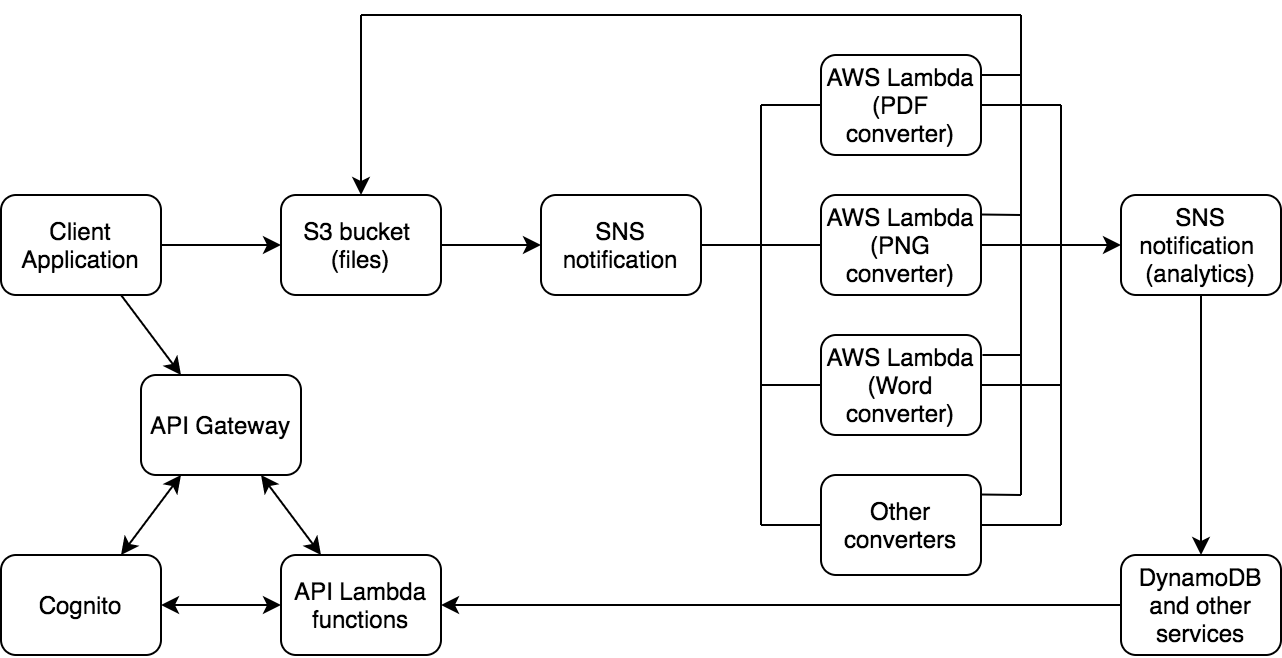 AWS Lambda
(PDF
converter)
Client
Application
S3 bucket
(files)
SNS
notification
AWS Lambda
(PNG
converter)
SNS
notification
(analytics)
AWS Lambda
(Word
converter)
API Gateway
Other
converters
Cognito
API Lambda
functions
DynamoDB
and other
services